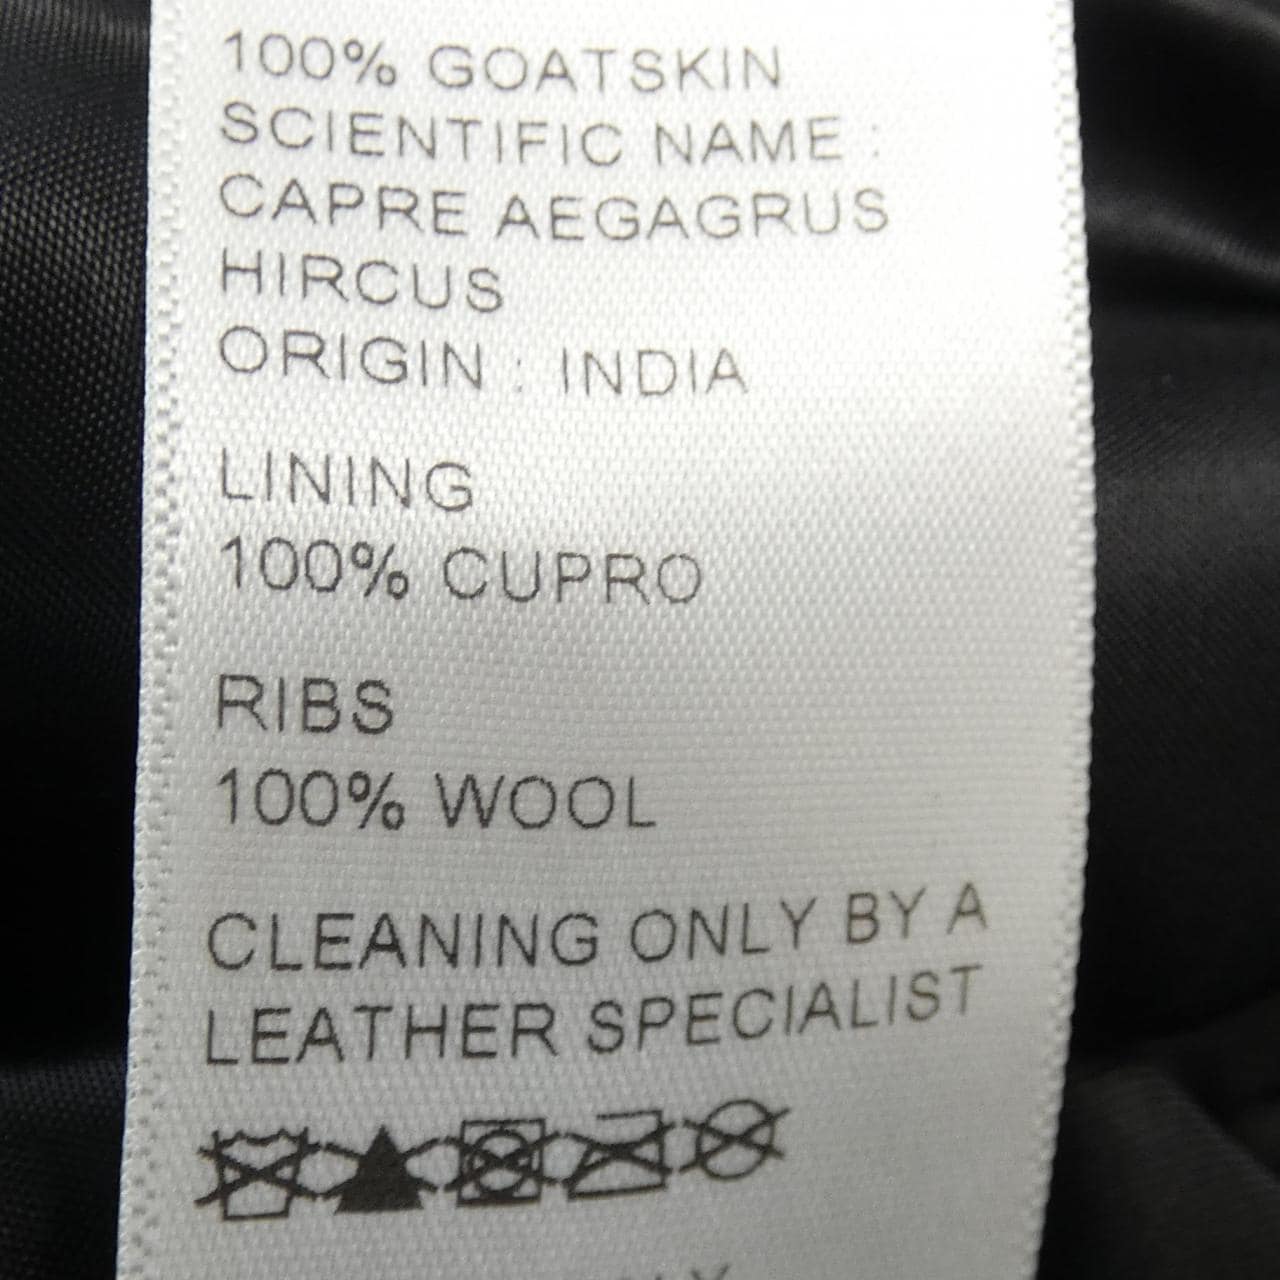 100% GOATSKIN
SCIENTIFIC NAME :
CAPRE AEGAGRUS
HIRCUS
ORIGIN : INDIA
LINING
100% CUPRO
RIBS
100% WOOL
CLEANING ONLY BY A
LEATHER SPECIALIST